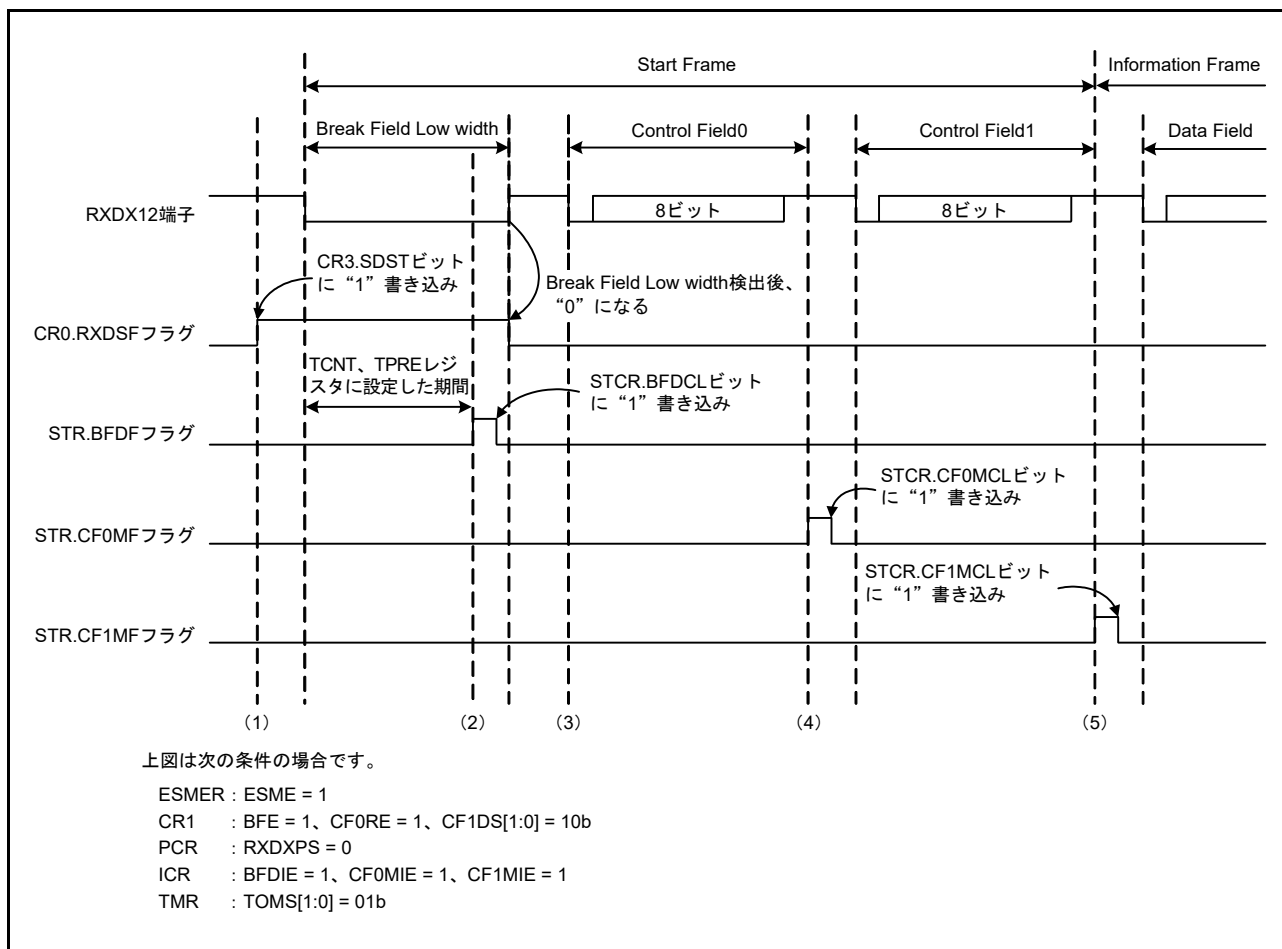 Start Frame
Information Frame
Break Field Low width
Control Field0
Control Field1
Data Field
RXDX12端子
8ビット
8ビット
CR3.SDSTビット
に“1”書き込み
Break Field Low width検出後、
“0”になる
CR0.RXDSFフラグ
TCNT、TPREレジ
スタに設定した期間
STCR.BFDCLビット
に“1”書き込み
STR.BFDFフラグ
STCR.CF0MCLビット
に“1”書き込み
STR.CF0MFフラグ
STCR.CF1MCLビット
に“1”書き込み
STR.CF1MFフラグ
(1)
(2)
(3)
(4)
(5)
上図は次の条件の場合です。
ESMER : ESME = 1
CR1 : BFE = 1、CF0RE = 1、CF1DS[1:0] = 10b
PCR : RXDXPS = 0
ICR : BFDIE = 1、CF0MIE = 1、CF1MIE = 1
TMR : TOMS[1:0] = 01b